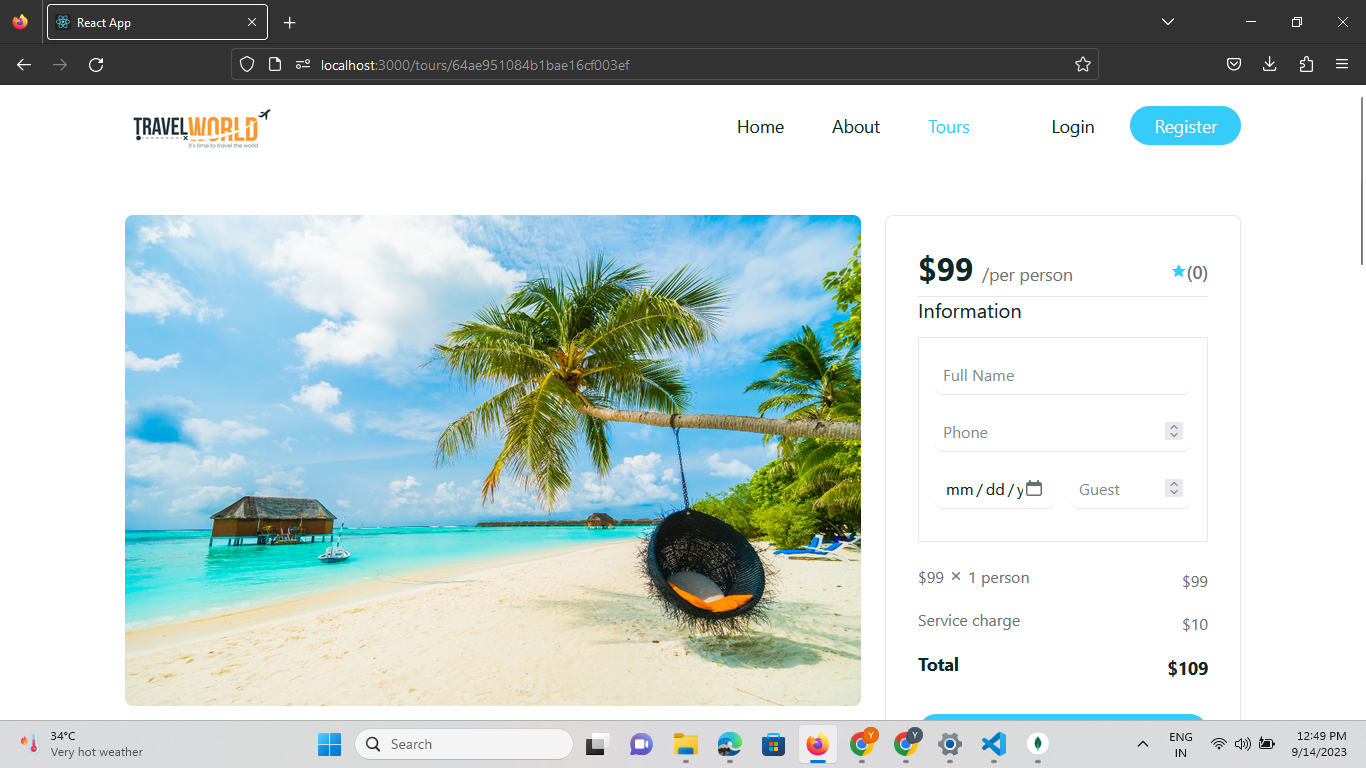 React App
localhost:3000/tours/64ae951084b1bae16cf003ef
TRAVELWORLD
it's time to travel the world
Home About Tours Login Register
$99 /per person (0)
Information
Full Name
Phone
mm/dd/y Guest
$99 × 1 person $99
Service charge $10
Total $109
34°C
Very hot weather
Search
Y
Y
ENG
IN
12:49 PM
9/14/2023